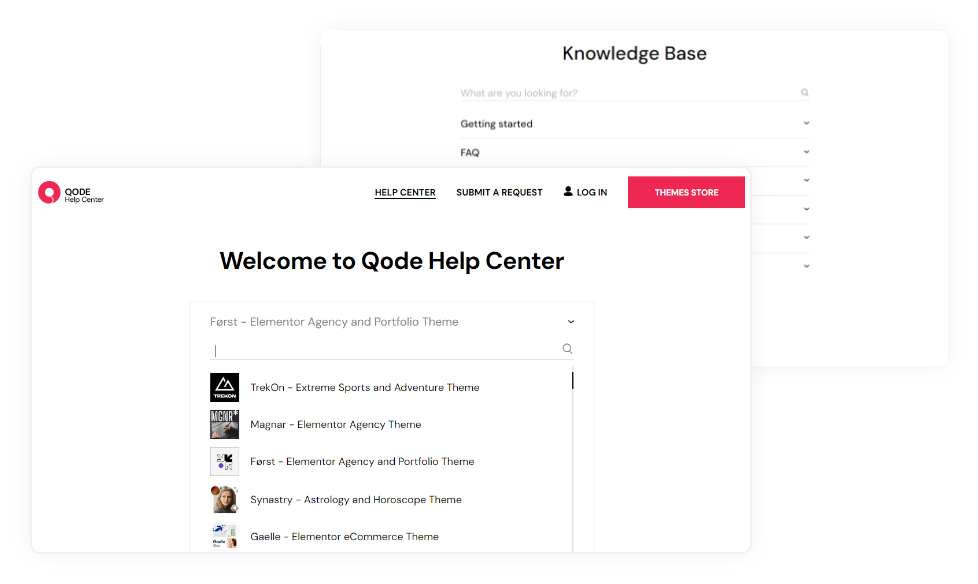 Knowledge Base
What are you looking for?
Getting started
FAQ
QODE
Help Center
HELP CENTER
SUBMIT A REQUEST
LOG IN
THEMES STORE
Welcome to Qode Help Center
Først - Elementor Agency and Portfolio Theme
TREKON
TrekOn - Extreme Sports and Adventure Theme
MGNR*
Magnar - Elementor Agency Theme
Først - Elementor Agency and Portfolio Theme
Synastry - Astrology and Horoscope Theme
Gaelle - Elementor eCommerce Theme